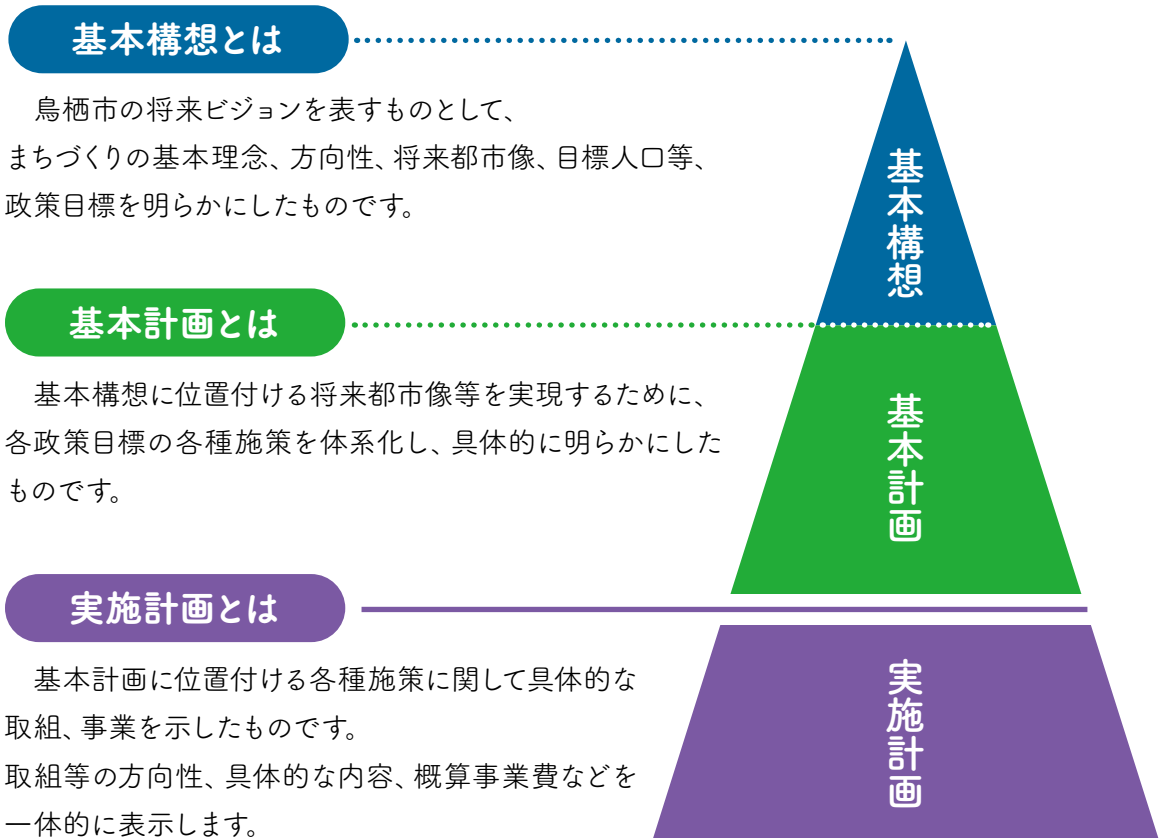 基本構想とは
鳥栖市の将来ビジョンを表すものとして、
まちづくりの基本理念、方向性、将来都市像、目標人口等、
政策目標を明らかにしたものです。
基本計画とは
基本構想に位置付ける将来都市像等を実現するために、
各政策目標の各種施策を体系化し、具体的に明らかにした
ものです。
実施計画とは
基本計画に位置付ける各種施策に関して具体的な
取組、事業を示したものです。
取組等の方向性、具体的な内容、概算事業費などを
一体的に表示します。
基本構想
基本計画
実施計画